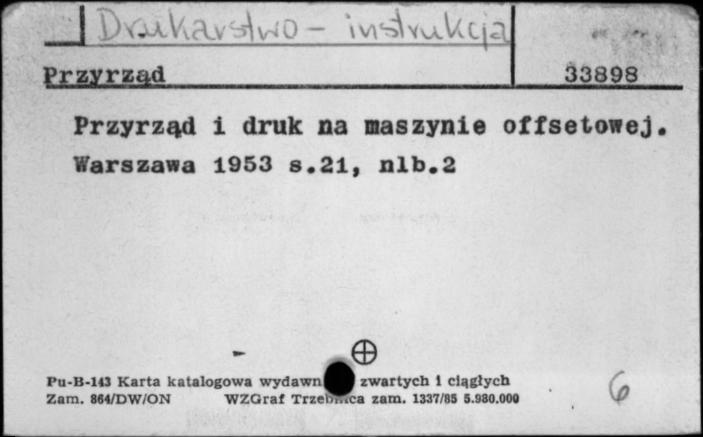 Drukarstwo - instrukcja
Przyrząd 33898
Przyrząd i druk na maszynie offsetowej.
Warszawa 1953 s.21, nlb.2
Pu-B-143 Karta katalogowa wydawn zwartych i ciągłych
Zam. 864/DW/ON WZGraf Trzebnica zam. 1337/85 5.980.000
6